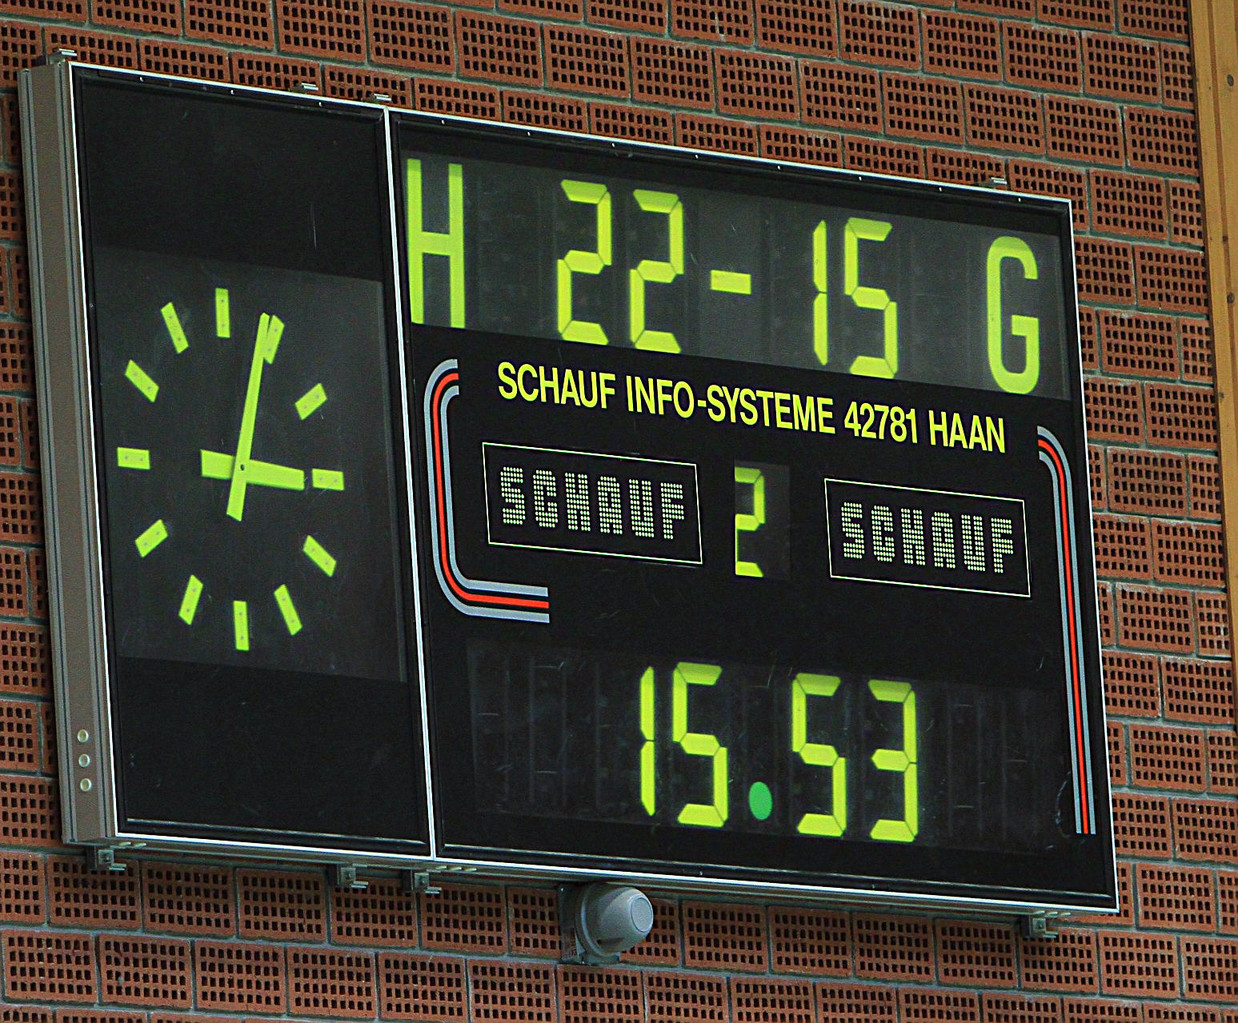 H 22-15 G
SCHAUF INFO-SYSTEME 42781 HAAN
SCHAUF 2 SCHAUF
15.53